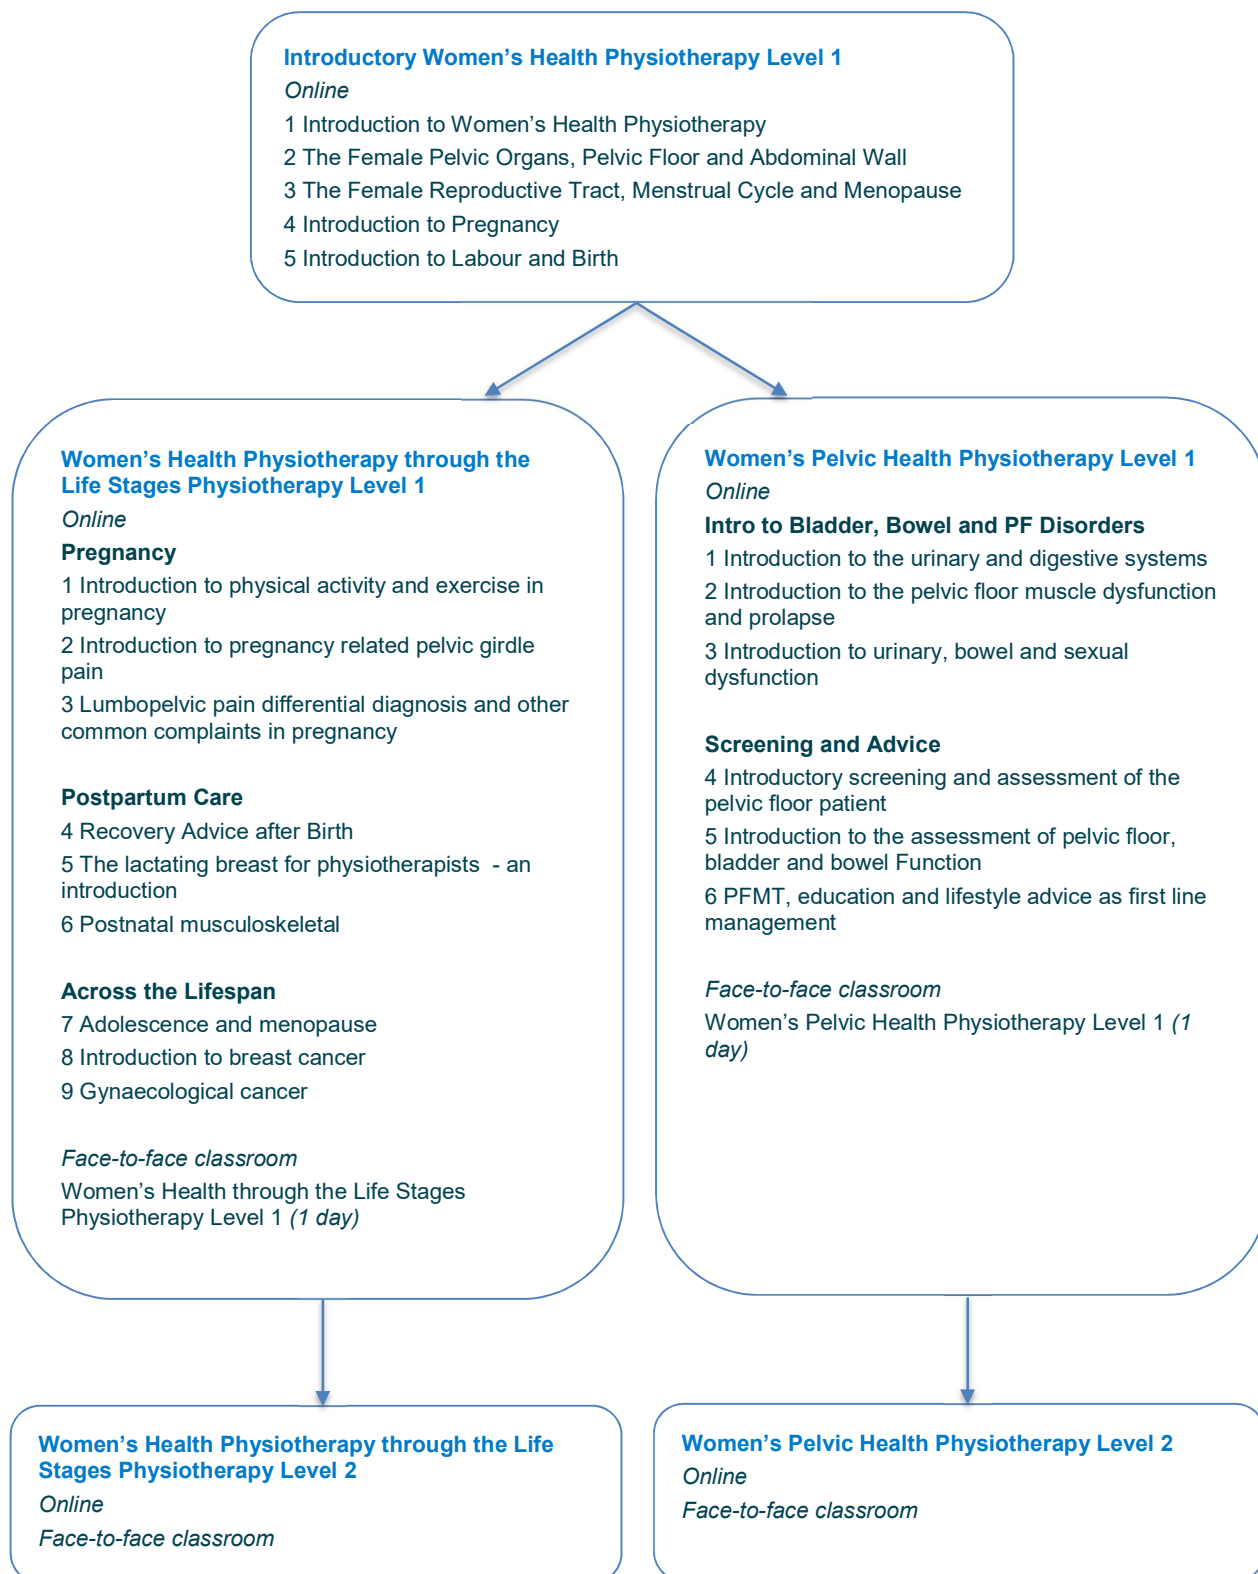 Introductory Women's Health Physiotherapy Level 1
Online
1 Introduction to Women's Health Physiotherapy
2 The Female Pelvic Organs, Pelvic Floor and Abdominal Wall
3 The Female Reproductive Tract, Menstrual Cycle and Menopause
4 Introduction to Pregnancy
5 Introduction to Labour and Birth
Women's Health Physiotherapy through the
Life Stages Physiotherapy Level 1
Online
Pregnancy
1 Introduction to physical activity and exercise in
pregnancy
2 Introduction to pregnancy related pelvic girdle
pain
3 Lumbopelvic pain differential diagnosis and other
common complaints in pregnancy
Postpartum Care
4 Recovery Advice after Birth
5 The lactating breast for physiotherapists - an
introduction
6 Postnatal musculoskeletal
Across the Lifespan
7 Adolescence and menopause
8 Introduction to breast cancer
9 Gynaecological cancer
Face-to-face classroom
Women's Health through the Life Stages
Physiotherapy Level 1 (1 day)
Women's Pelvic Health Physiotherapy Level 1
Online
Intro to Bladder, Bowel and PF Disorders
1 Introduction to the urinary and digestive systems
2 Introduction to the pelvic floor muscle dysfunction
and prolapse
3 Introduction to urinary, bowel and sexual
dysfunction
Screening and Advice
4 Introductory screening and assessment of the
pelvic floor patient
5 Introduction to the assessment of pelvic floor,
bladder and bowel Function
6 PFMT, education and lifestyle advice as first line
management
Face-to-face classroom
Women's Pelvic Health Physiotherapy Level 1 (1
day)
Women's Health Physiotherapy through the Life
Stages Physiotherapy Level 2
Online
Face-to-face classroom
Women's Pelvic Health Physiotherapy Level 2
Online
Face-to-face classroom